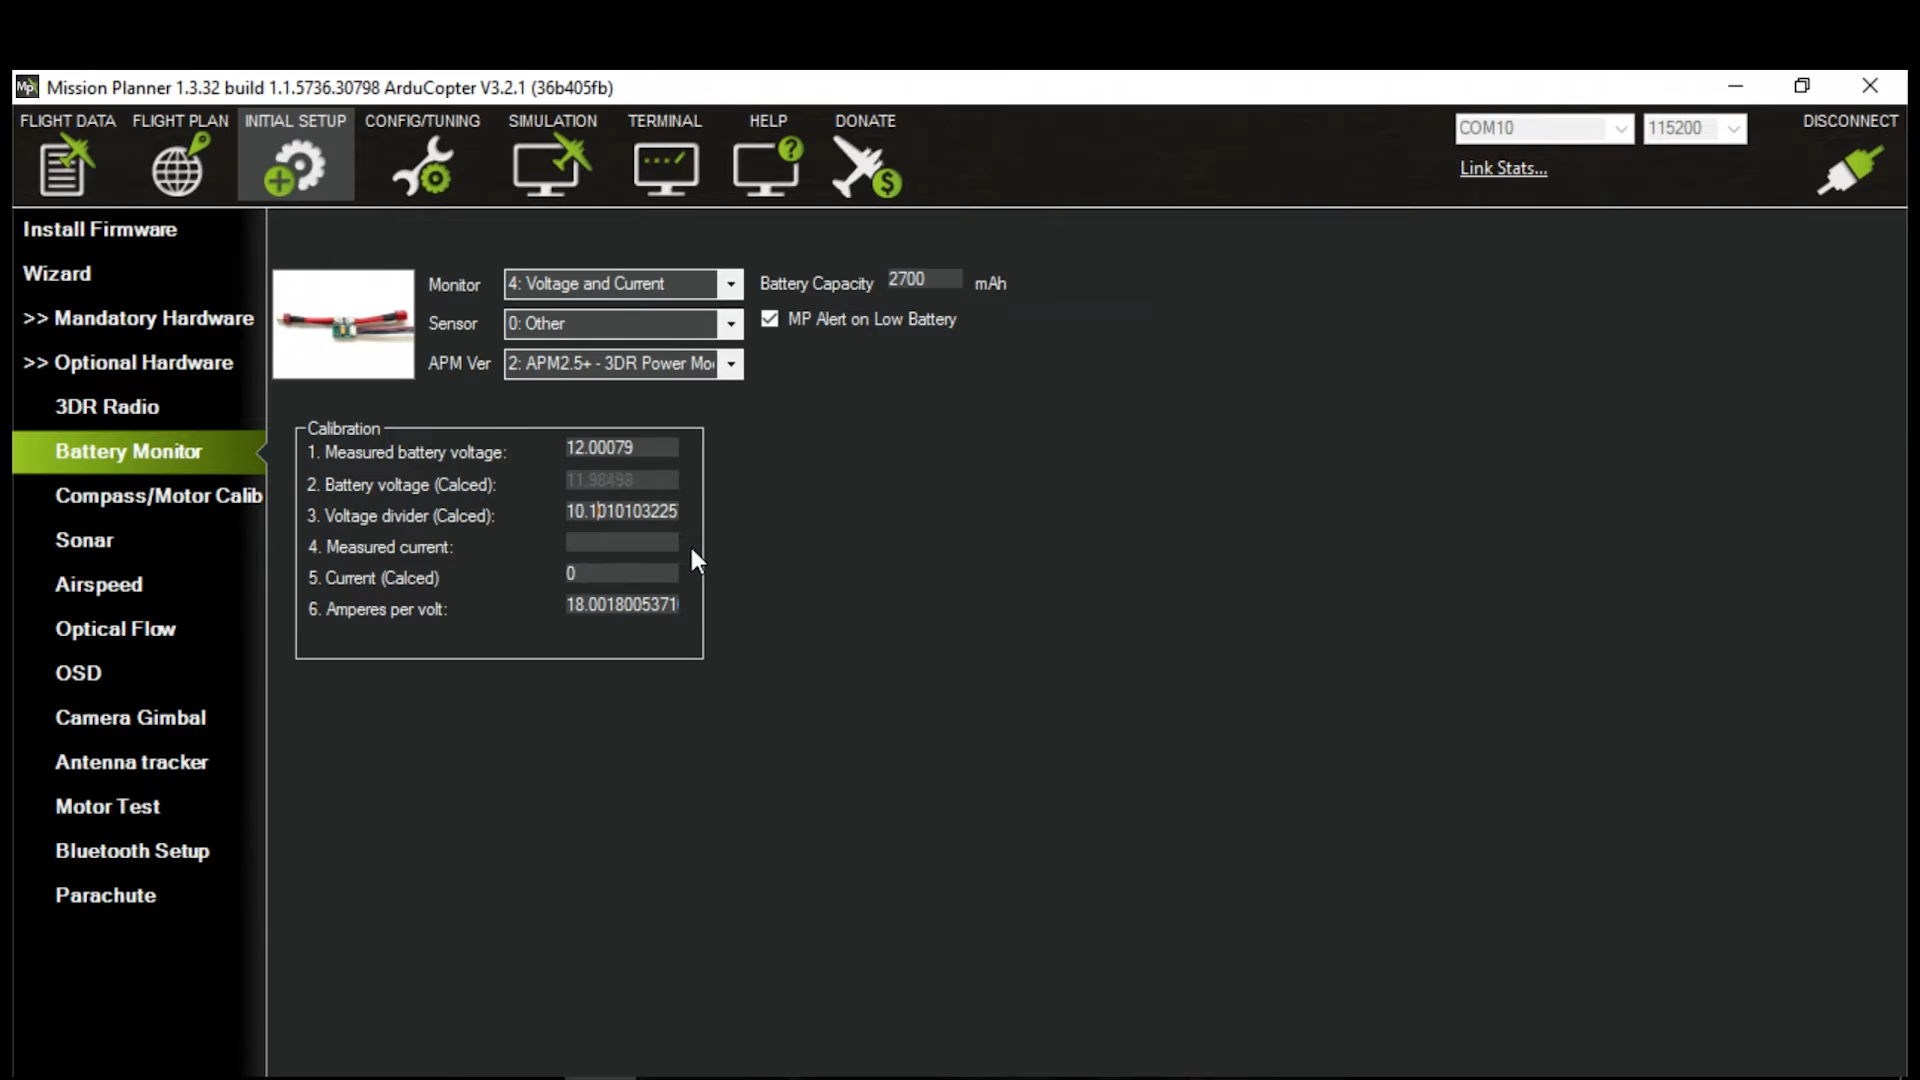 Mission Planner 1.3.32 build 1.1.5736.30798 ArduCopter V3.2.1 (36b405fb)
FLIGHT DATA FLIGHT PLAN INITIAL SETUP CONFIG/TUNING SIMULATION TERMINAL HELP DONATE
COM10 115200 DISCONNECT
Link Stats...
Install Firmware
Wizard
>> Mandatory Hardware
>> Optional Hardware
3DR Radio
Battery Monitor
Compass/Motor Calib
Sonar
Airspeed
Optical Flow
OSD
Camera Gimbal
Antenna tracker
Motor Test
Bluetooth Setup
Parachute
Monitor 4: Voltage and Current Battery Capacity 2700 mAh
Sensor 0: Other MP Alert on Low Battery
APM Ver 2: APM2.5+ - 3DR Power Mo
Calibration
1. Measured battery voltage: 12.00079
2. Battery voltage (Calced): 11.98498
3. Voltage divider (Calced): 10.1010103225
4. Measured current:
5. Current (Calced) 0
6. Amperes per volt: 18.0018005371